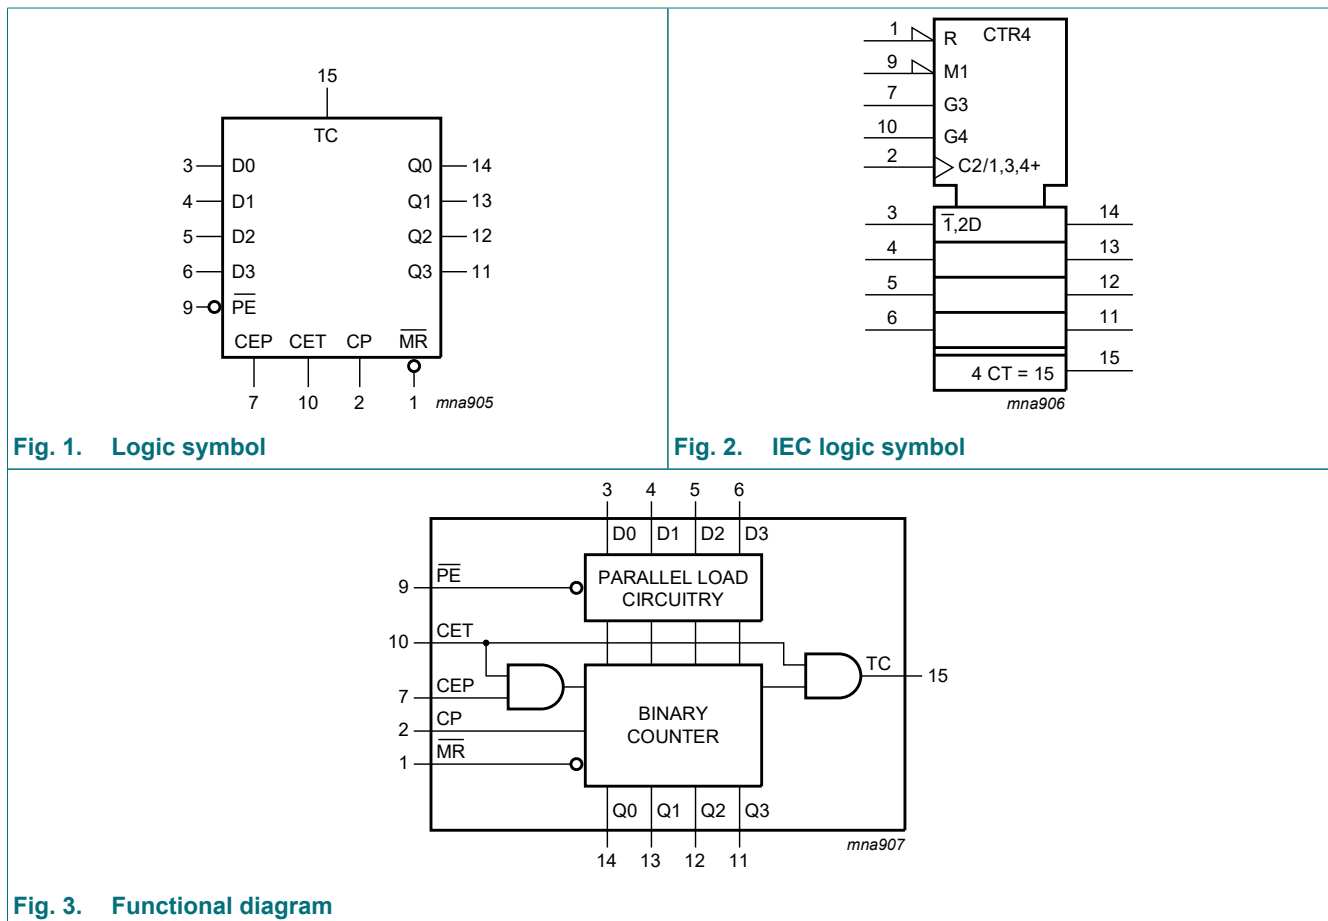 15
TC
3 D0 Q0 14
4 D1 Q1 13
5 D2 Q2 12
6 D3 Q3 11
9 P̅E̅
CEP CET CP M̅R̅
7 10 2 1 mna905
Fig. 1. Logic symbol
1 R CTR4
9 M1
7 G3
10 G4
2 C2/1,3,4+
3 1̅,2D 14
4 13
5 12
6 11
4 CT = 15 15
mna906
Fig. 2. IEC logic symbol
3 4 5 6
D0 D1 D2 D3
9 P̅E̅ PARALLEL LOAD
CIRCUITRY
10 CET
TC 15
7 CEP
2 CP BINARY
COUNTER
1 M̅R̅
Q0 Q1 Q2 Q3
14 13 12 11
mna907
Fig. 3. Functional diagram